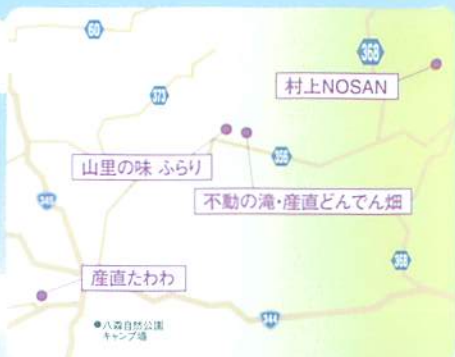 60
368
村上NOSAN
373
山里の味 ふらり
356
不動の滝・産直どんでん畑
345
368
産直たわわ
八森自然公園
キャンプ場
344